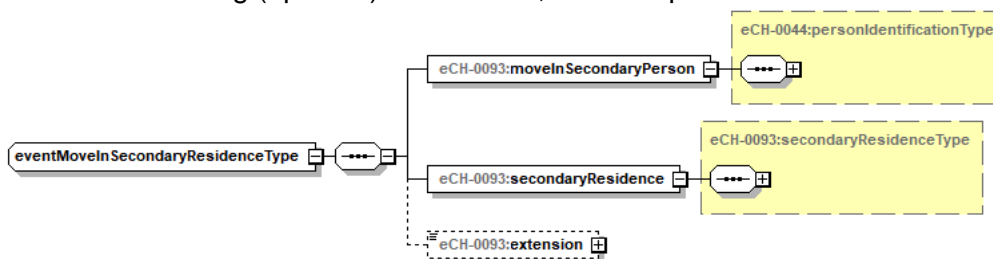 eCH-0044:personIdentificationType
eCH-0093:moveInSecondaryPerson
eventMoveInSecondaryResidenceType
eCH-0093:secondaryResidenceType
eCH-0093:secondaryResidence
eCH-0093:extension